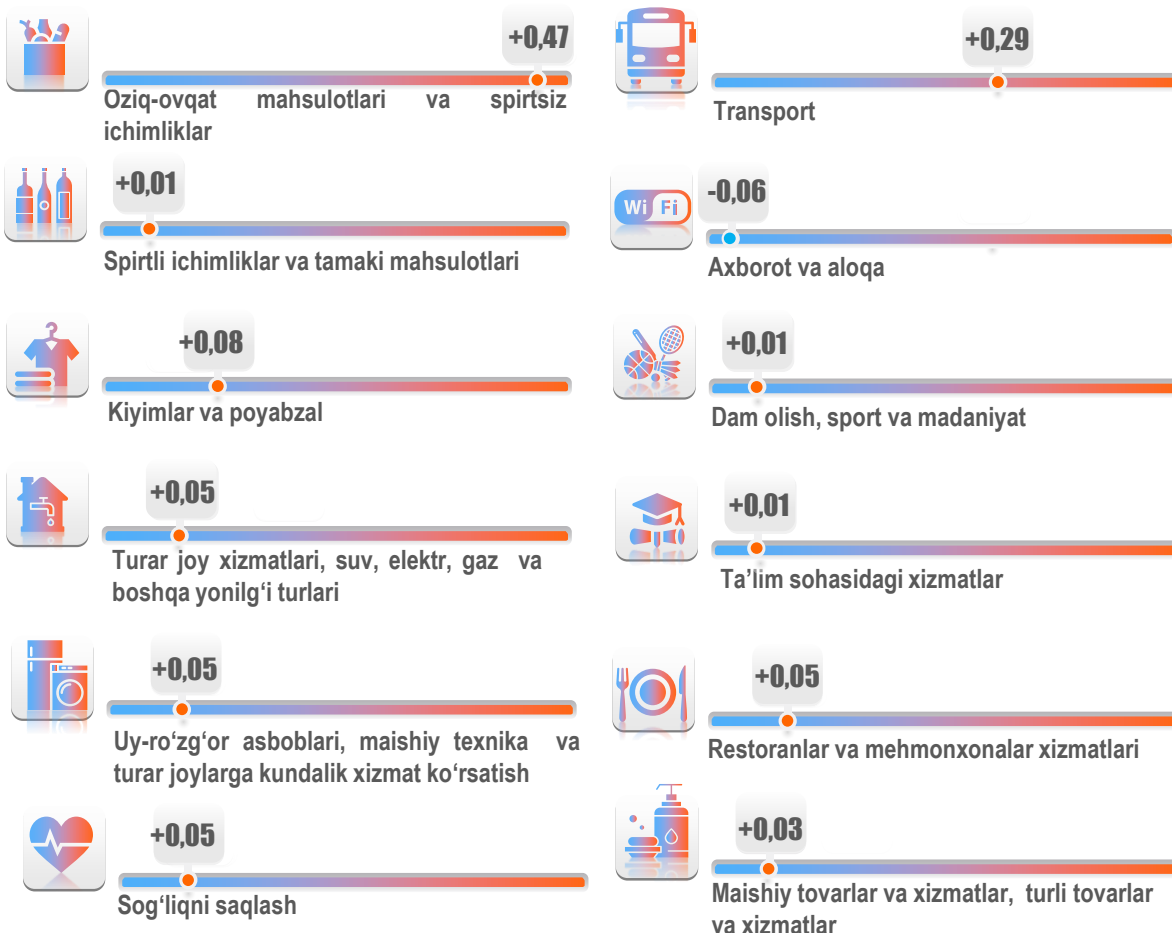 +0,47
Oziq-ovqat mahsulotlari va spirtsiz
ichimliklar
+0,01
Spirtli ichimliklar va tamaki mahsulotlari
+0,08
Kiyimlar va poyabzal
+0,05
Turar joy xizmatlari, suv, elektr, gaz va
boshqa yonilg‘i turlari
+0,05
Uy-ro‘zg‘or asboblari, maishiy texnika va
turar joylarga kundalik xizmat ko‘rsatish
+0,05
Sog‘liqni saqlash
+0,29
Transport
Wi Fi
-0,06
Axborot va aloqa
+0,01
Dam olish, sport va madaniyat
+0,01
Ta’lim sohasidagi xizmatlar
+0,05
Restoranlar va mehmonxonalar xizmatlari
+0,03
Maishiy tovarlar va xizmatlar, turli tovarlar
va xizmatlar